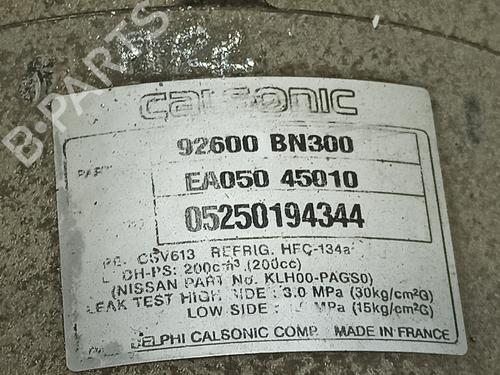 B-PARTS
CALSONIC
92600 BN300
PART
EA050 45010
05250194344
CSV613 REFRIG. HFC-134a
DH-PS: 200cm³ (200cc)
(NISSAN PART No. KLH00-PAGS0)
LEAK TEST HIGH SIDE : 3.0 MPa (30kg/cm²G)
LOW SIDE : MPa (15kg/cm²G)
DELPHI CALSONIC COMP. MADE IN FRANCE